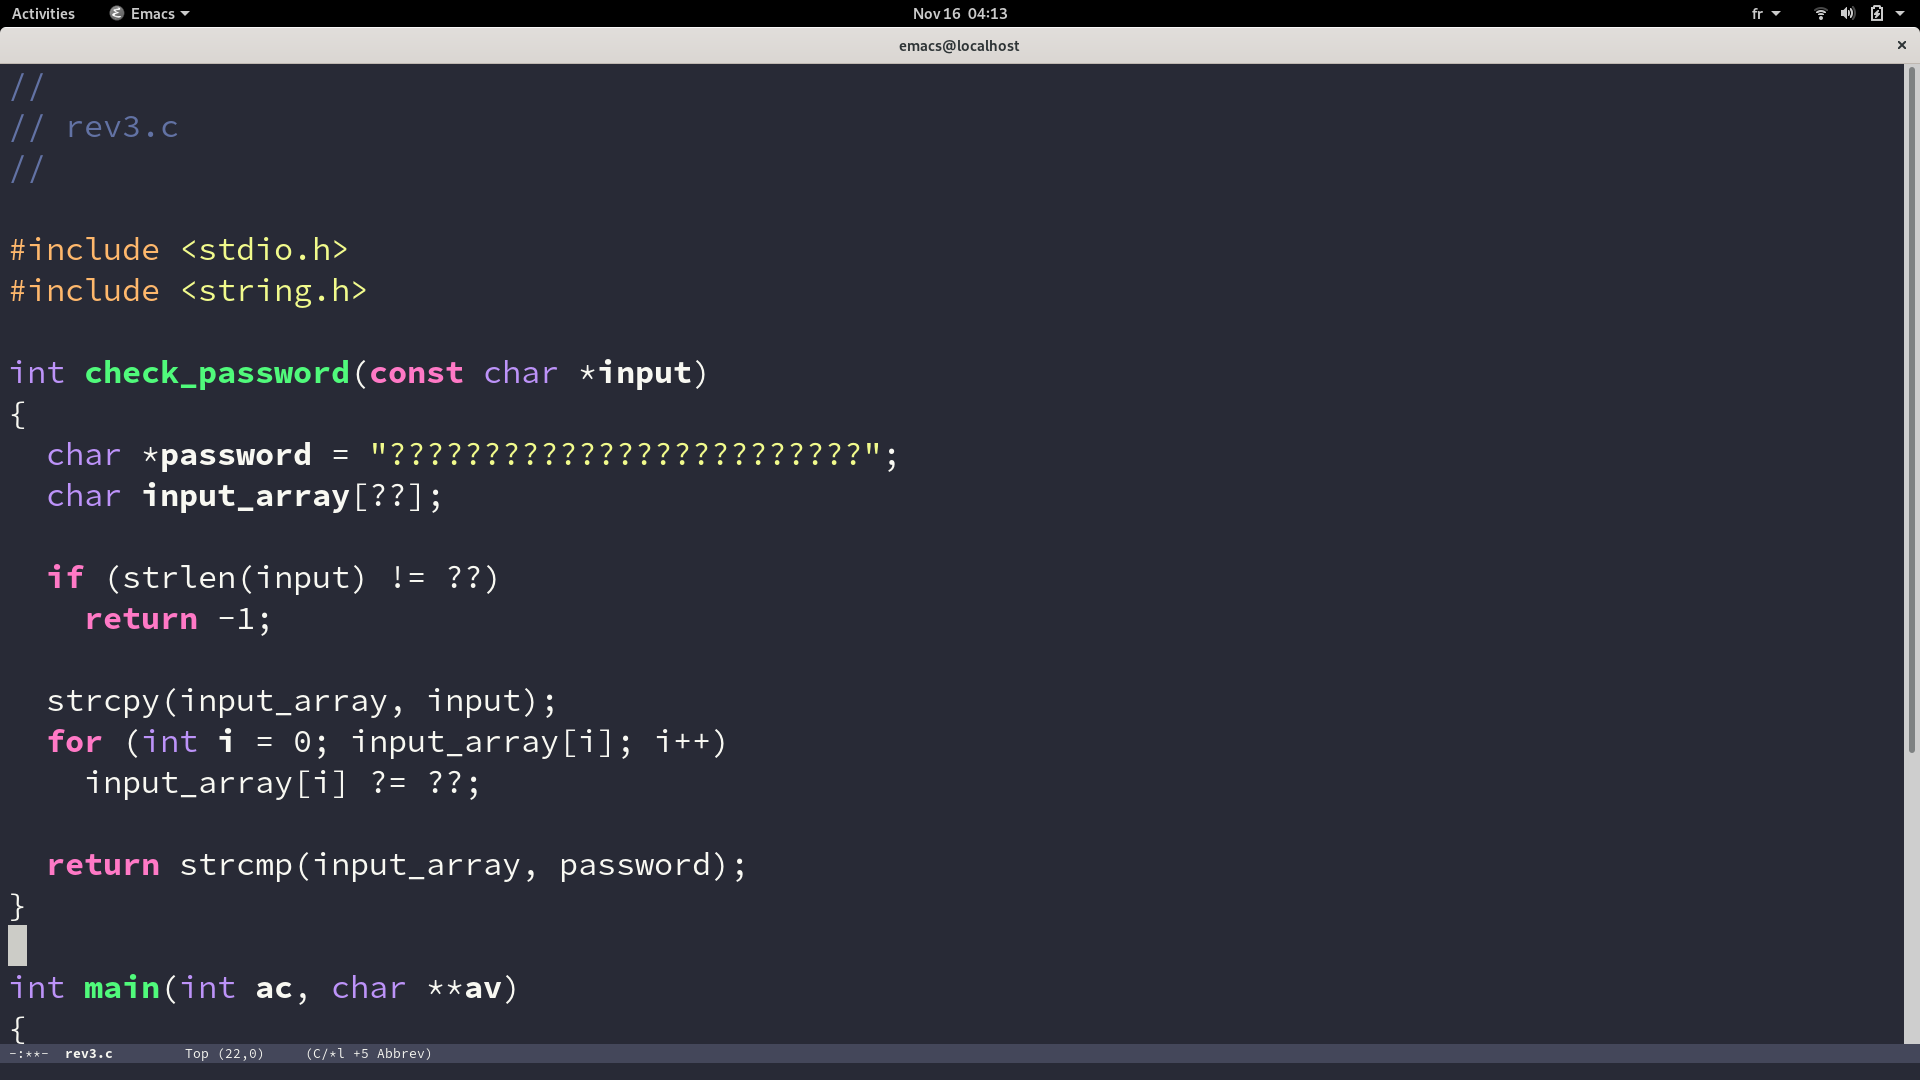 Activities Emacs Nov 16 04:13 fr
emacs@localhost
//
// rev3.c
//
#include <stdio.h>
#include <string.h>
int check_password(const char *input)
{
char *password = "?????????????????????????";
char input_array[??];
if (strlen(input) != ??)
return -1;
strcpy(input_array, input);
for (int i = 0; input_array[i]; i++)
input_array[i] ?= ??;
return strcmp(input_array, password);
}
int main(int ac, char **av)
{
-:**- rev3.c Top (22,0) (C/*l +5 Abbrev)